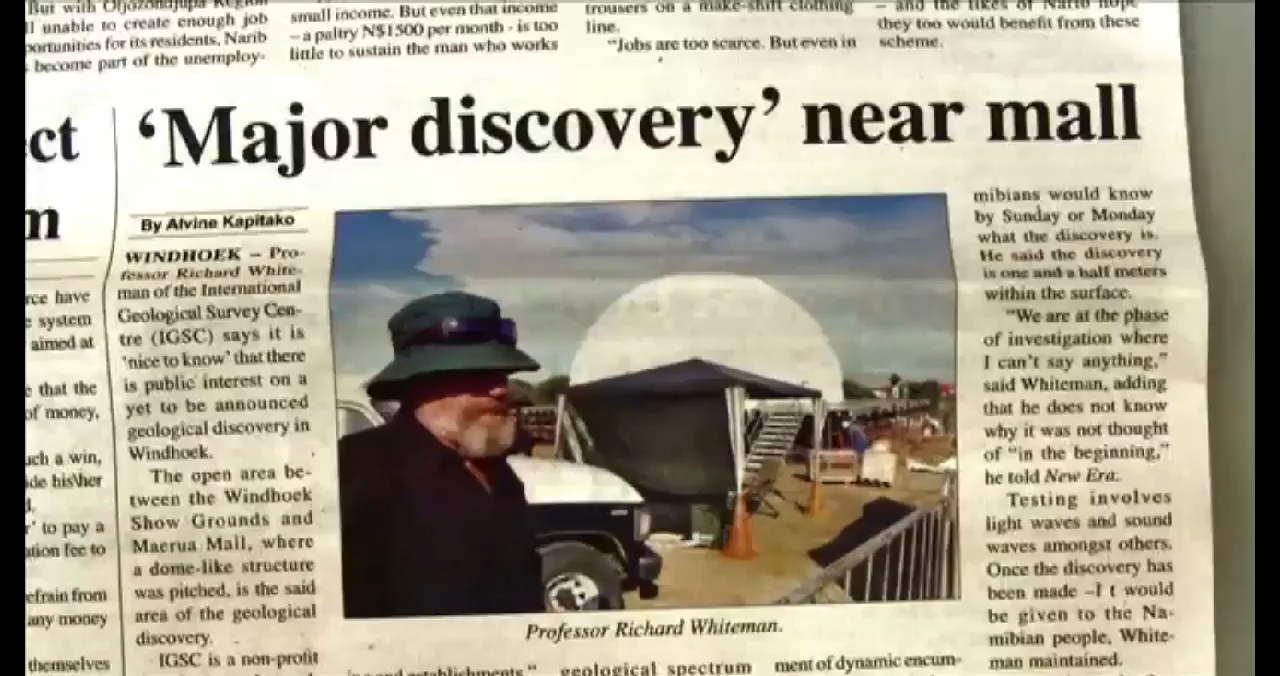 But with Otjozondjupa Region
unable to create enough job
portunities for its residents, Narib
become part of the unemploy-
small income. But even that income
– a paltry N$1500 per month - is too
little to sustain the man who works
trousers on a make-shift clothing
line.
"Jobs are too scarce. But even in
– and the likes of Narib hope
they too would benefit from these
scheme.
ct
m
'Major discovery' near mall
rce have
system
aimed at
e that the
of money,
uch a win,
de his\her
' to pay a
ation fee to
efrain from
any money
themselves
By Alvine Kapitako
WINDHOEK – Pro-
fessor Richard White-
man of the International
Geological Survey Cen-
tre (IGSC) says it is
'nice to know' that there
is public interest on a
yet to be announced
geological discovery in
Windhoek.
The open area be-
tween the Windhoek
Show Grounds and
Maerua Mall, where
a dome-like structure
was pitched, is the said
area of the geological
discovery.
IGSC is a non-profit
Professor Richard Whiteman.
ing and establishments."
geological spectrum
ment of dynamic encum-
mibians would know
by Sunday or Monday
what the discovery is.
He said the discovery
is one and a half meters
within the surface.
"We are at the phase
of investigation where
I can't say anything,"
said Whiteman, adding
that he does not know
why it was not thought
of "in the beginning,"
he told New Era.
Testing involves
light waves and sound
waves amongst others.
Once the discovery has
been made –I t would
be given to the Na-
mibian people, White-
man maintained.